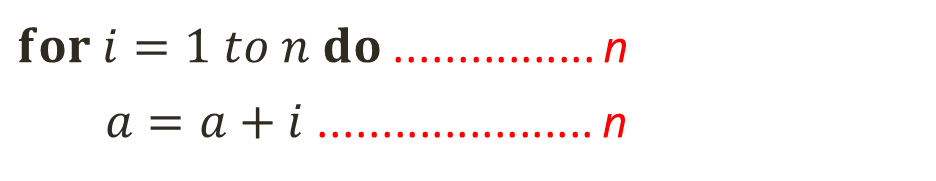 for i = 1 to n do ................ n
a = a + i ...................... n